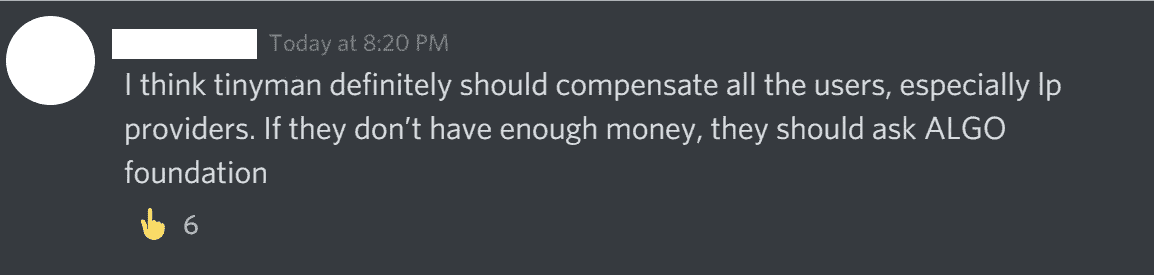 Today at 8:20 PM
I think tinyman definitely should compensate all the users, especially lp
providers. If they don’t have enough money, they should ask ALGO
foundation
6